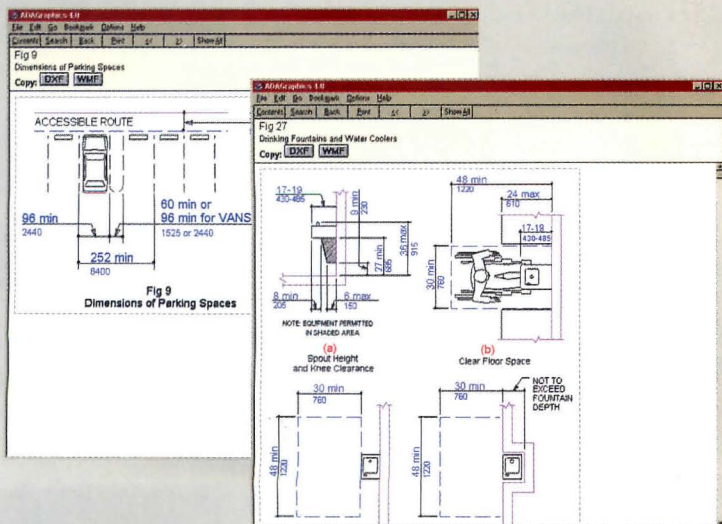 ADAGraphics 4.0
File Edit Go Bookmark Options Help
Contents Search Back Print << >> Show All
Fig 9
Dimensions of Parking Spaces
Copy: DXF WMF
ACCESSIBLE ROUTE
96 min
2440
60 min or
96 min for VANS
1525 or 2440
252 min
6400
Fig 9
Dimensions of Parking Spaces
ADAGraphics 4.0
File Edit Go Bookmark Options Help
Contents Search Back Print << >> Show All
Fig 27
Drinking Fountains and Water Coolers
Copy: DXF WMF
17-19
430-485
9 min
230
27 min
685
36 max
915
8 min
205
6 max
150
NOTE: EQUIPMENT PERMITTED
IN SHADED AREA
(a)
Spout Height
and Knee Clearance
48 min
1220
24 max
610
17-19
430-485
30 min
760
(b)
Clear Floor Space
30 min
760
48 min
1220
30 min
760
48 min
1220
NOT TO
EXCEED
FOUNTAIN
DEPTH